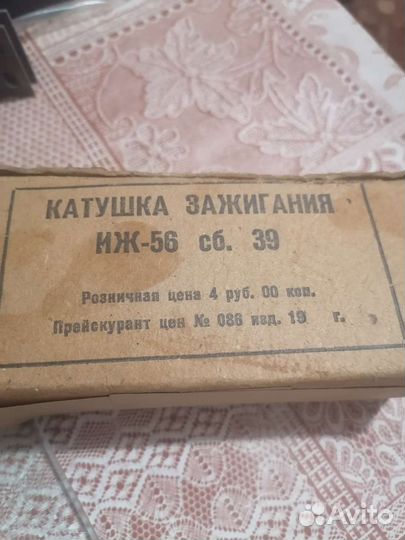 КАТУШКА ЗАЖИГАНИЯ
ИЖ-56 сб. 39
Розничная цена 4 руб. 00 коп.
Прейскурант цен № 086 изд. 19 г.
Avito